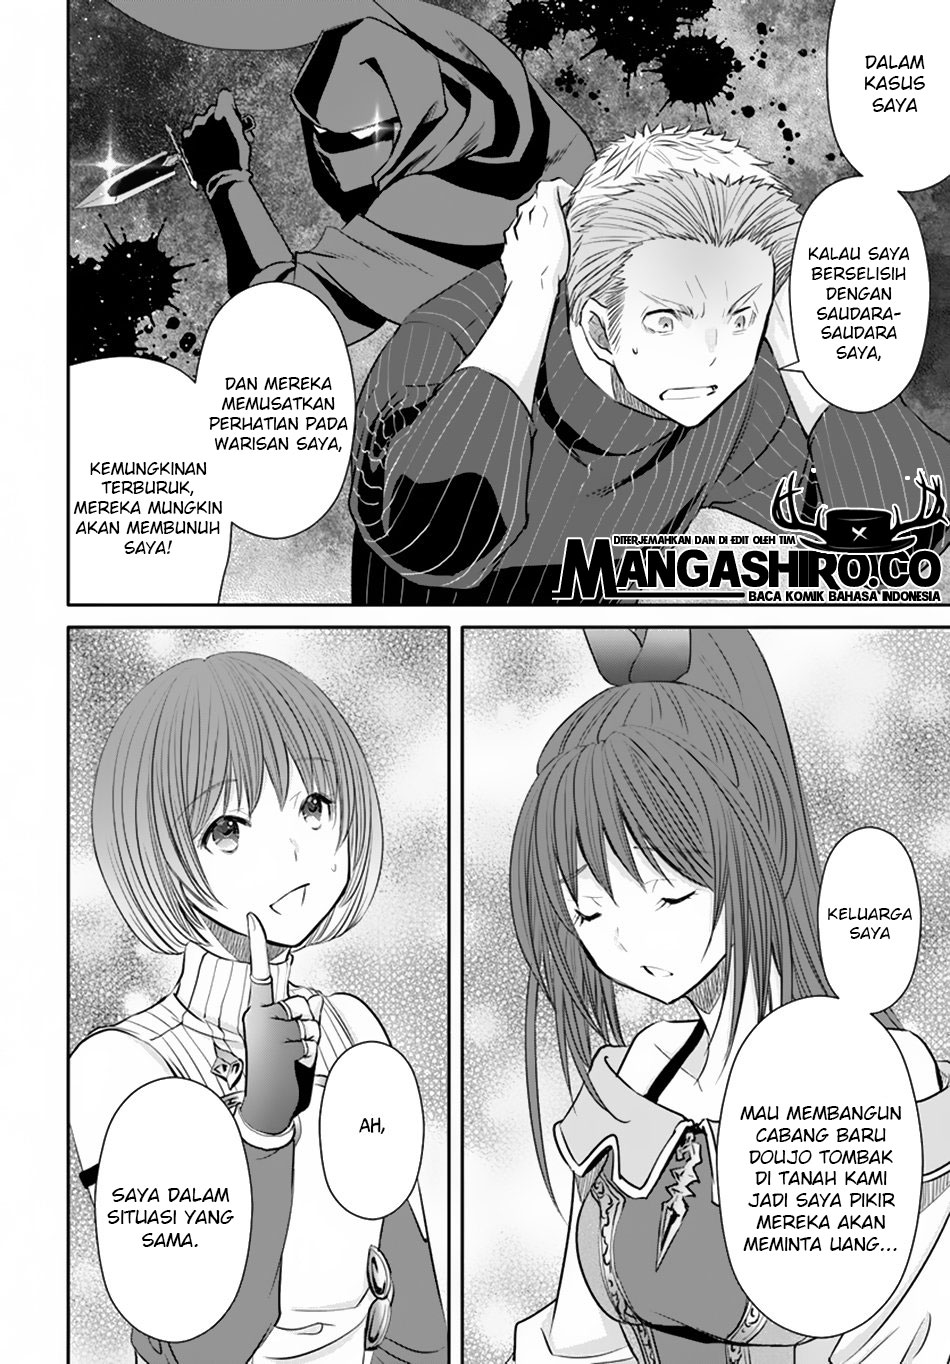 DALAM
KASUS
SAYA
KALAU SAYA
BERSELISIH
DENGAN
SAUDARA-
SAUDARA
SAYA,
DAN MEREKA
MEMUSATKAN
PERHATIAN PADA
WARISAN SAYA,
KEMUNGKINAN
TERBURUK,
MEREKA MUNGKIN
AKAN MEMBUNUH
SAYA!
DITERJEMAHKAN DAN DI EDIT OLEH TIM
MANGASHIRO.CO
BACA KOMIK BAHASA INDONESIA
KELUARGA
SAYA
MAU MEMBANGUN
CABANG BARU
DOUJO TOMBAK
DI TANAH KAMI
JADI SAYA PIKIR
MEREKA AKAN
MEMINTA UANG...
AH,
SAYA DALAM
SITUASI YANG
SAMA.